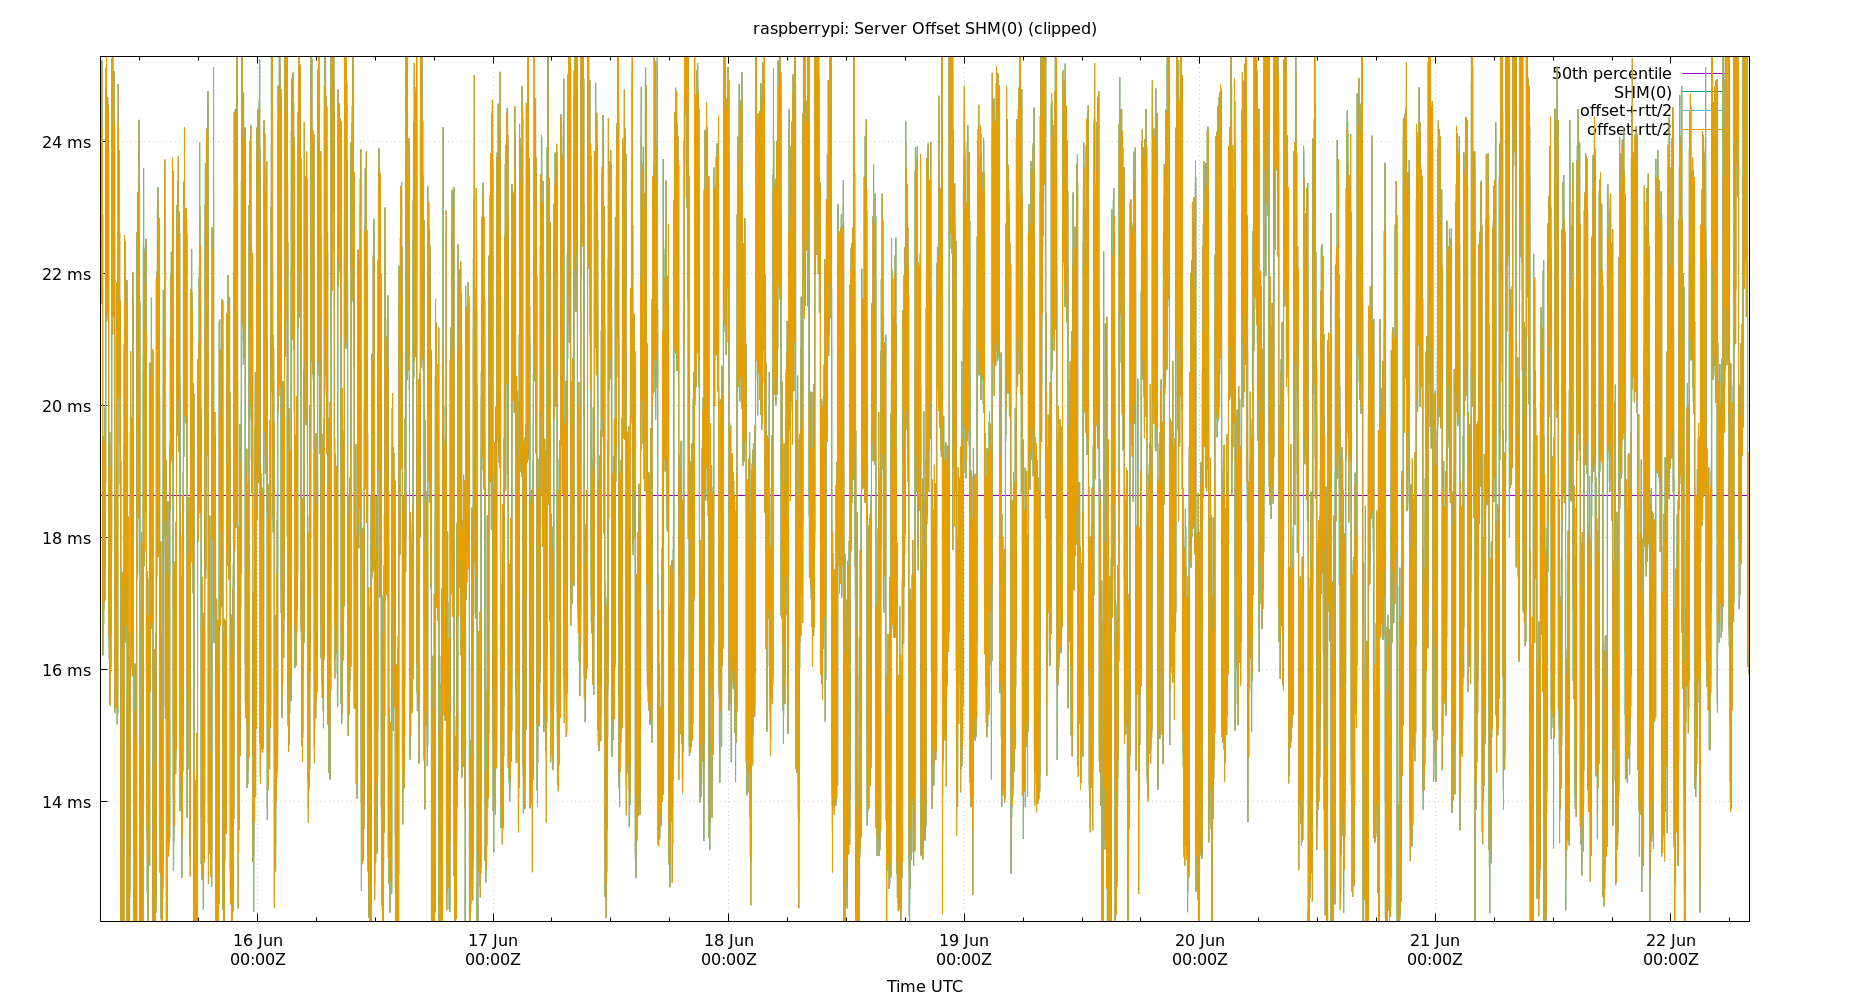 raspberrypi: Server Offset SHM(0) (clipped)
50th percentile
SHM(0)
offset+rtt/2
offset-rtt/2
24 ms
22 ms
20 ms
18 ms
16 ms
14 ms
16 Jun
00:00Z
17 Jun
00:00Z
18 Jun
00:00Z
19 Jun
00:00Z
20 Jun
00:00Z
21 Jun
00:00Z
22 Jun
00:00Z
Time UTC